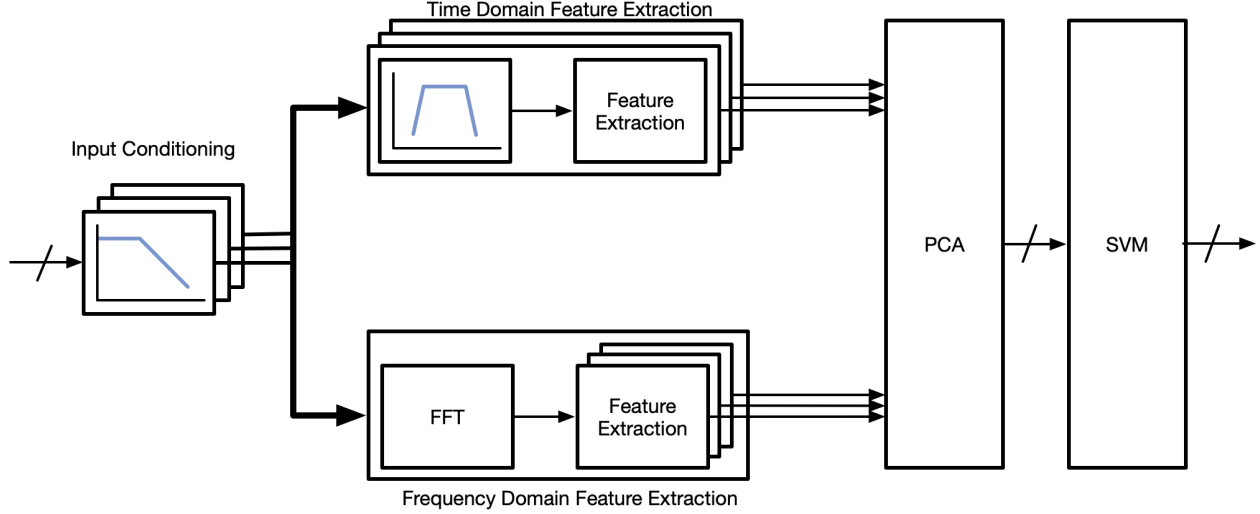 Time Domain Feature Extraction
Feature
Extraction
Input Conditioning
PCA
SVM
FFT
Feature
Extraction
Frequency Domain Feature Extraction